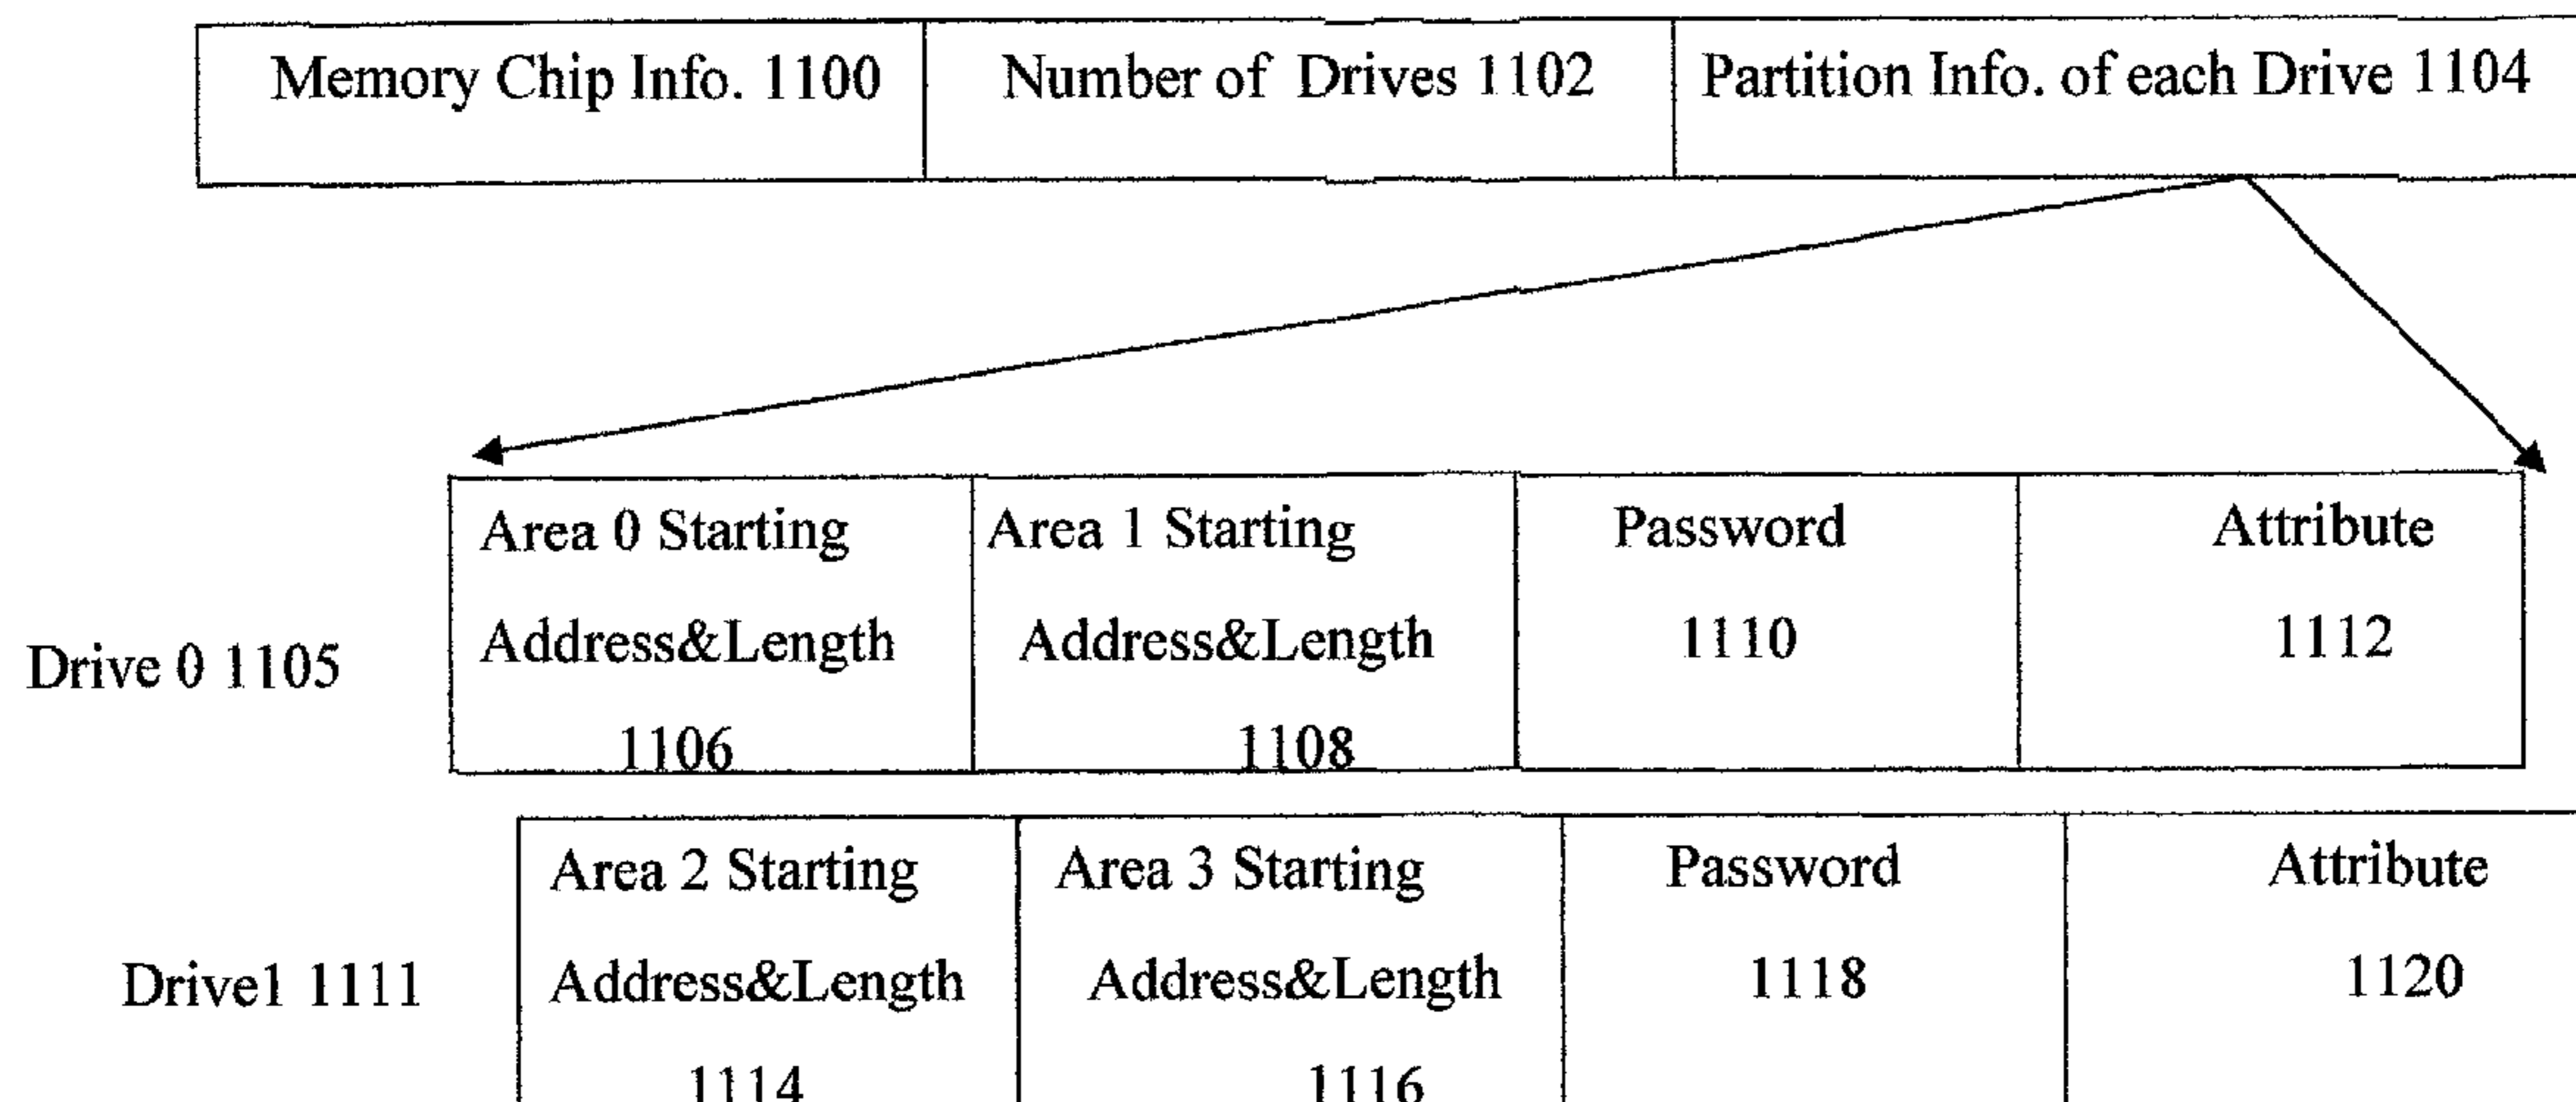 Memory Chip Info. 1100
Number of Drives 1102
Partition Info. of each Drive 1104
Drive 0 1105
Area 0 Starting
Address&Length
1106
Area 1 Starting
Address&Length
1108
Password
1110
Attribute
1112
Drive1 1111
Area 2 Starting
Address&Length
1114
Area 3 Starting
Address&Length
1116
Password
1118
Attribute
1120